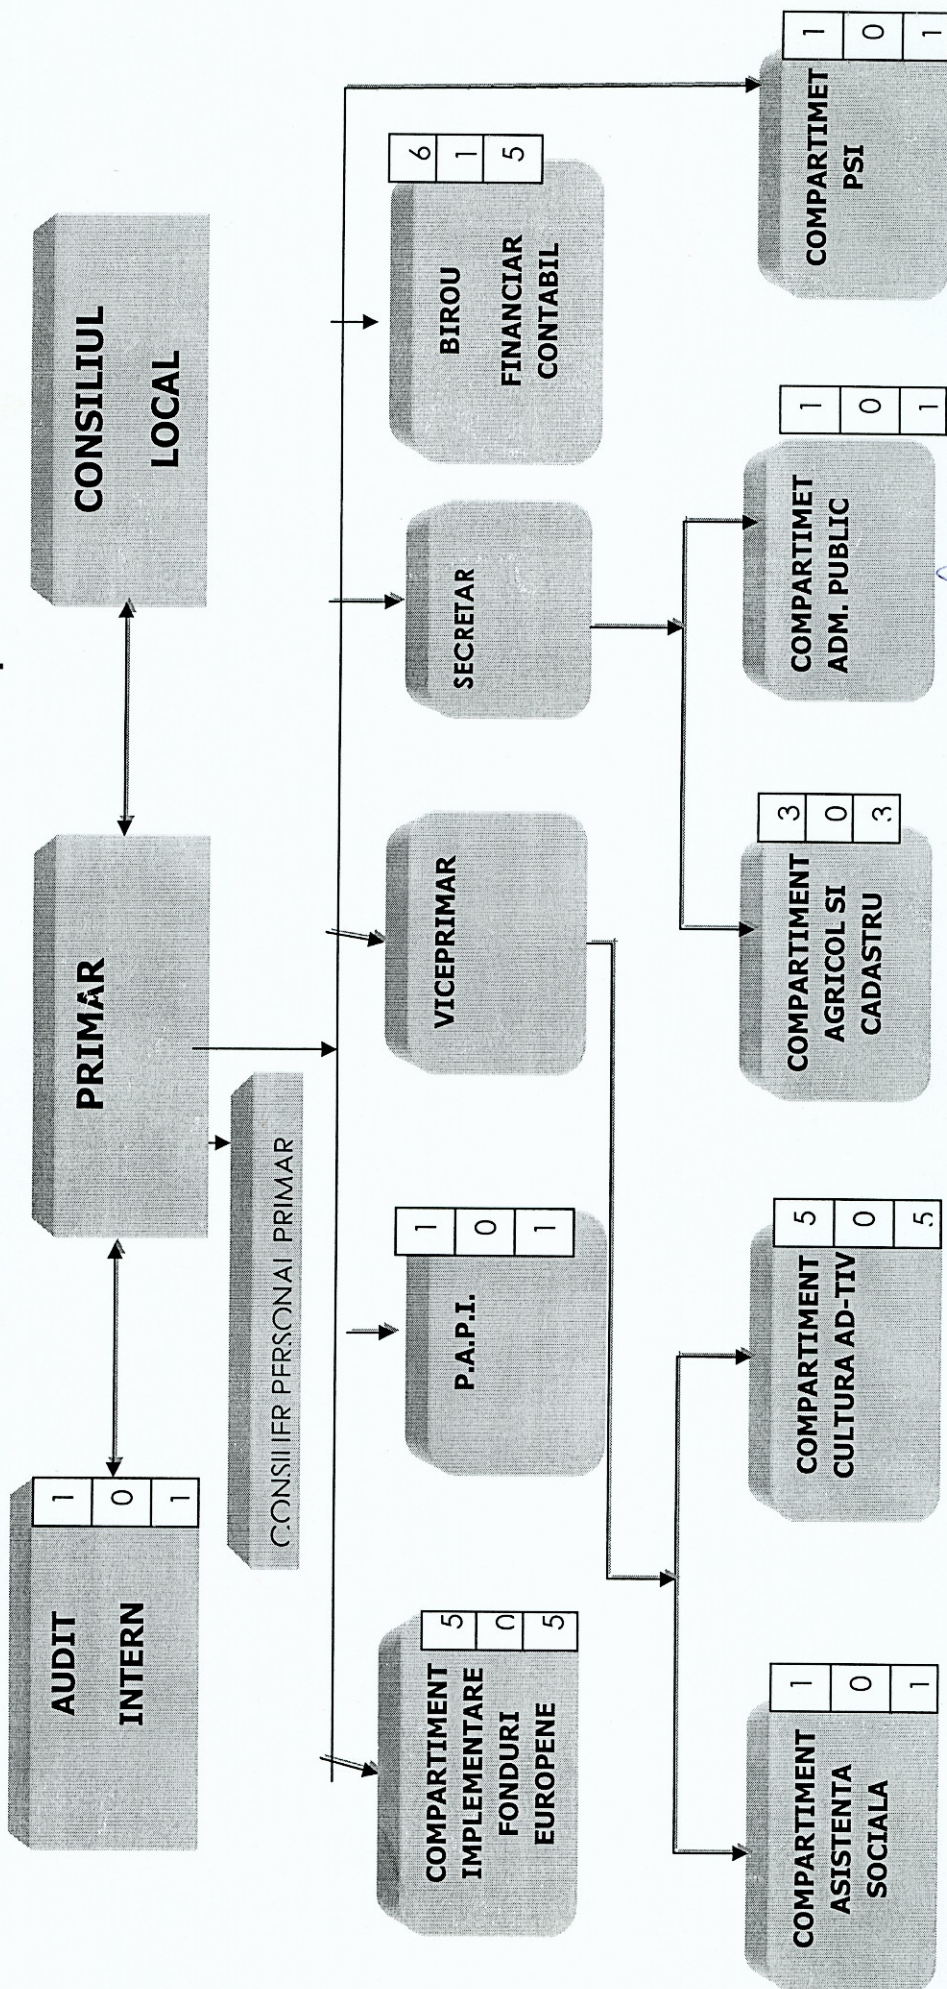 AUDIT
INTERN
1
0
1
PRIMAR
CONSILIUL
LOCAL
CONSILIER PERSONAL PRIMAR
COMPARTIMENT
IMPLEMENTARE
FONDURI
EUROPENE
5
0
5
P.A.P.I.
1
0
1
VICEPRIMAR
SECRETAR
BIROU
FINANCIAR
CONTABIL
6
1
5
COMPARTIMENT
ASISTENTA
SOCIALA
1
0
1
COMPARTIMENT
CULTURA AD-TIV
5
0
5
COMPARTIMENT
AGRICOL SI
CADASTRU
3
0
3
COMPARTIMET
ADM. PUBLIC
1
0
1
COMPARTIMET
PSI
1
0
1